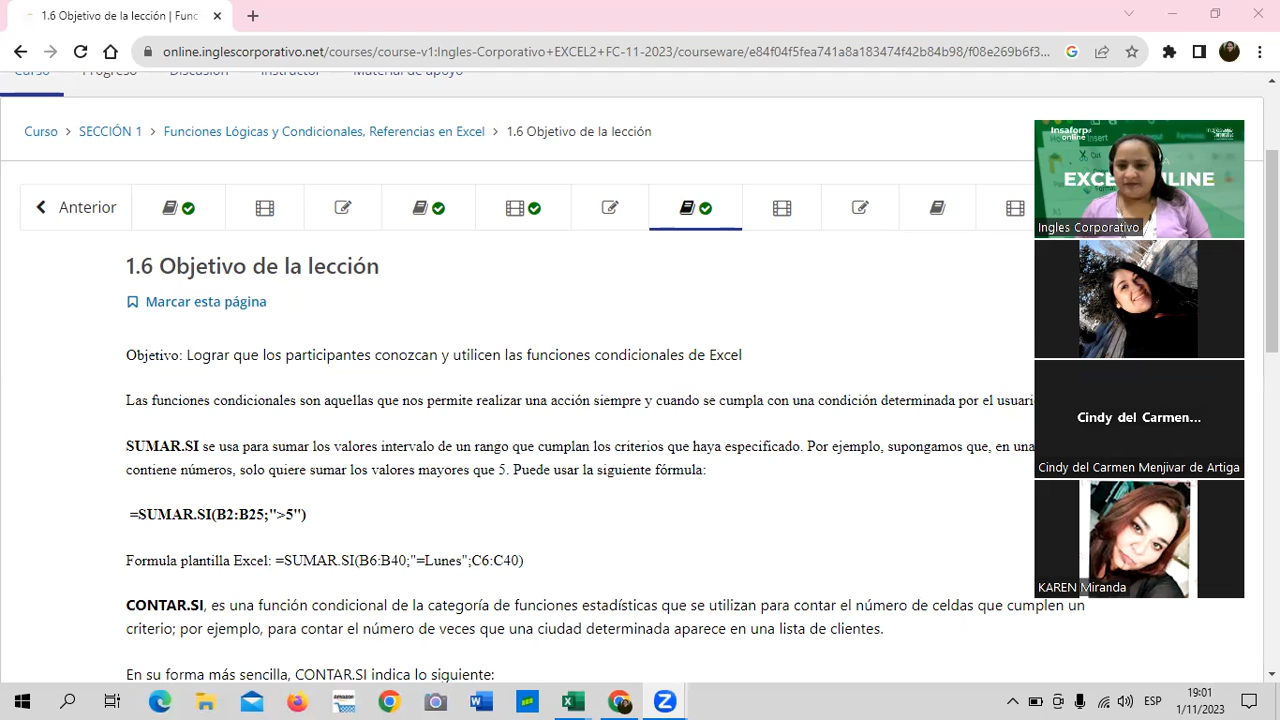 1.6 Objetivo de la lección | Func
online.inglescorporativo.net/courses/course-v1:Ingles-Corporativo+EXCEL2+FC-11-2023/courseware/e84f04f5fea741a8a183474f42b84b98/f08e269b6f3...
Curso Progreso Discusión Instructor Material de apoyo
Curso > SECCIÓN 1 > Funciones Lógicas y Condicionales, Referencias en Excel > 1.6 Objetivo de la lección
Anterior
1.6 Objetivo de la lección
Marcar esta página
Objetivo: Lograr que los participantes conozcan y utilicen las funciones condicionales de Excel
Las funciones condicionales son aquellas que nos permite realizar una acción siempre y cuando se cumpla con una condición determinada por el usuari
SUMAR.SI se usa para sumar los valores intervalo de un rango que cumplan los criterios que haya especificado. Por ejemplo, supongamos que, en una
contiene números, solo quiere sumar los valores mayores que 5. Puede usar la siguiente fórmula:
=SUMAR.SI(B2:B25;">5")
Formula plantilla Excel: =SUMAR.SI(B6:B40;"=Lunes";C6:C40)
CONTAR.SI, es una función condicional de la categoría de funciones estadísticas que se utilizan para contar el número de celdas que cumplen un
criterio; por ejemplo, para contar el número de veces que una ciudad determinada aparece en una lista de clientes.
En su forma más sencilla, CONTAR.SI indica lo siguiente:
Insaforp
online
Insert
Cut
EXCE
LINE
Ingles Corporativo
Cindy del Carmen...
Cindy del Carmen Menjivar de Artiga
KAREN Miranda
ESP
19:01
1/11/2023